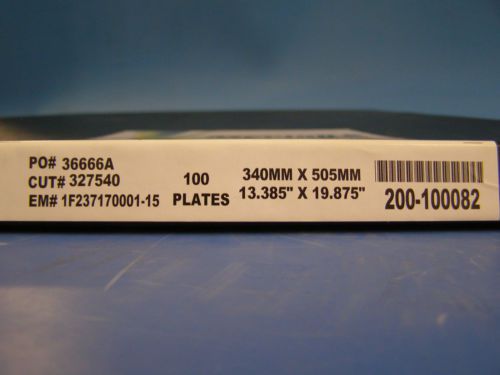 PO# 36666A
CUT# 327540
EM# 1F237170001-15
100
PLATES
340MM X 505MM
13.385" X 19.875"
200-100082